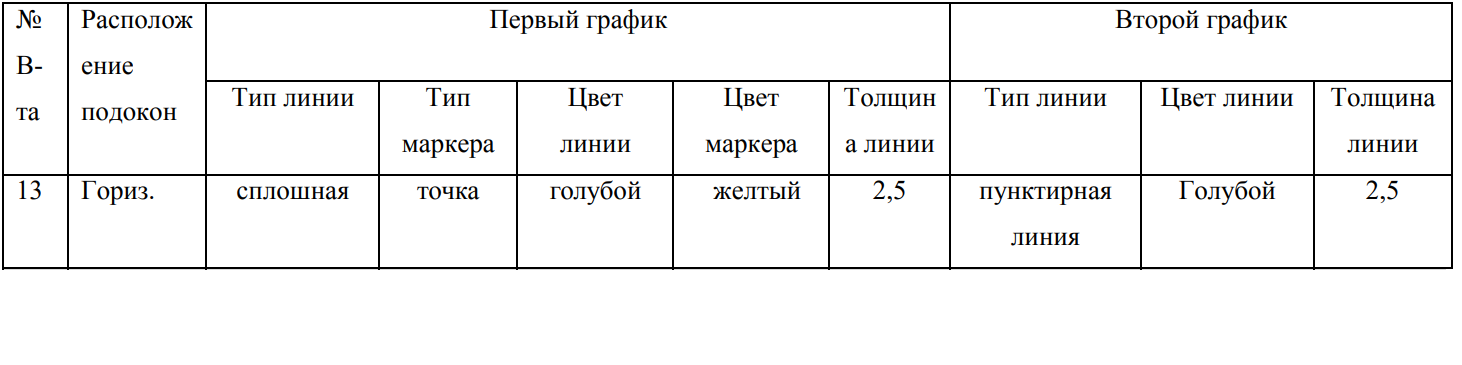 № В-та Расположение подокон Первый график Второй график
Тип линии Тип маркера Цвет линии Цвет маркера Толщина линии Тип линии Цвет линии Толщина линии
13 Гориз. сплошная точка голубой желтый 2,5 пунктирная линия Голубой 2,5